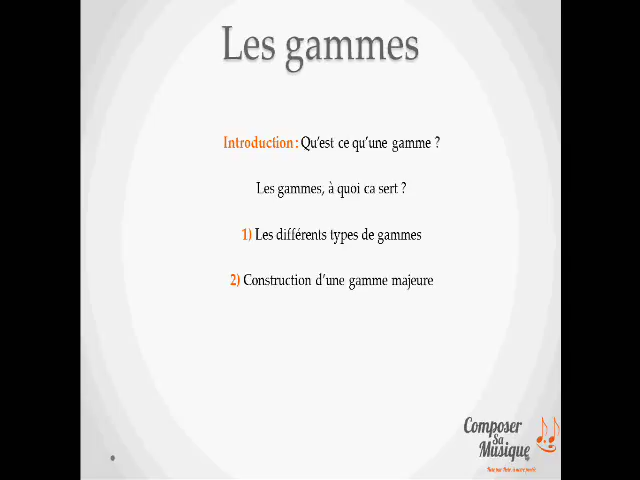 Les gammes
Introduction : Qu'est ce qu'une gamme ?
Les gammes, à quoi ca sert ?
1) Les différents types de gammes
2) Construction d'une gamme majeure
Composer
Sa
Musique